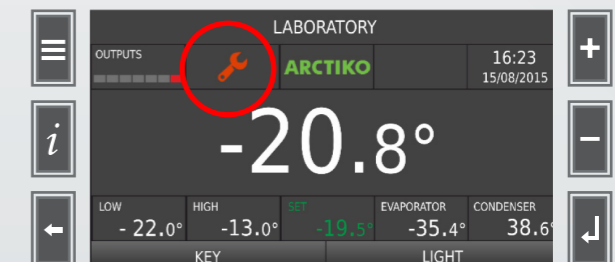 LABORATORY
OUTPUTS
ARCTIKO
16:23
15/08/2015
i
+
-20.8°
−
LOW HIGH SET EVAPORATOR CONDENSER
- 22.0° -13.0° -19.5° -35.4° 38.6°
KEY LIGHT